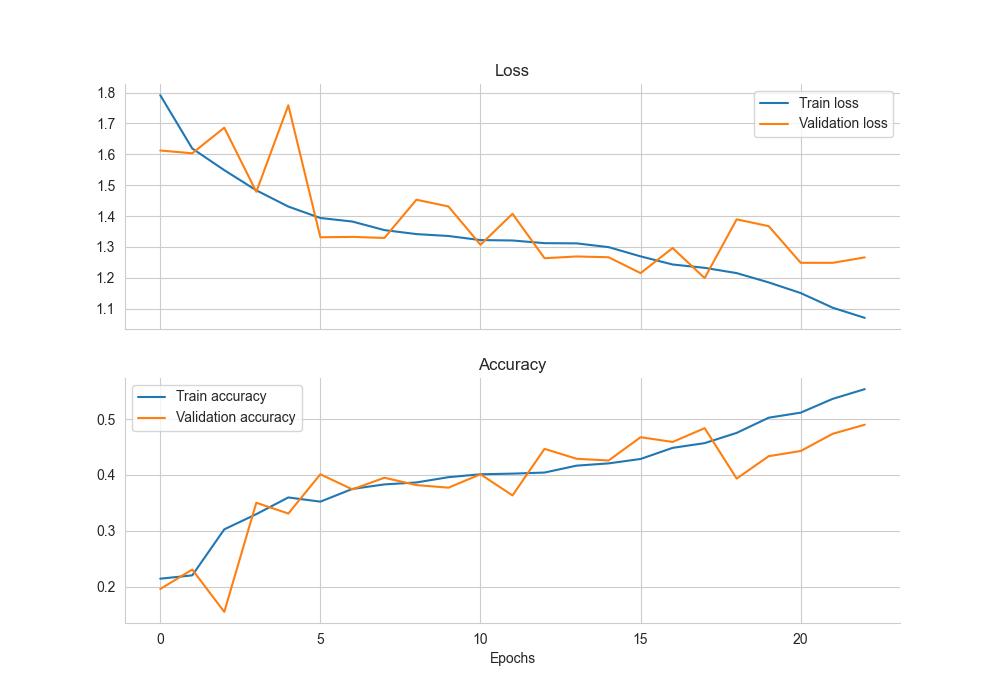 Loss
1.8
1.7
1.6
1.5
1.4
1.3
1.2
1.1
Train loss
Validation loss
Accuracy
0.5
0.4
0.3
0.2
Train accuracy
Validation accuracy
0 5 10 15 20
Epochs